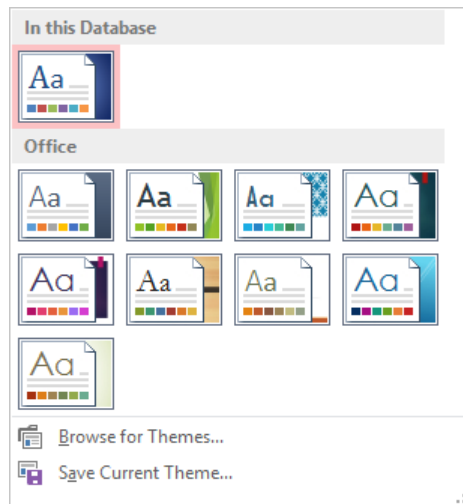 In this Database
Aa
Office
Aa Aa Aa Aa
Aa Aa Aa Aa
Aa
Browse for Themes...
Save Current Theme...